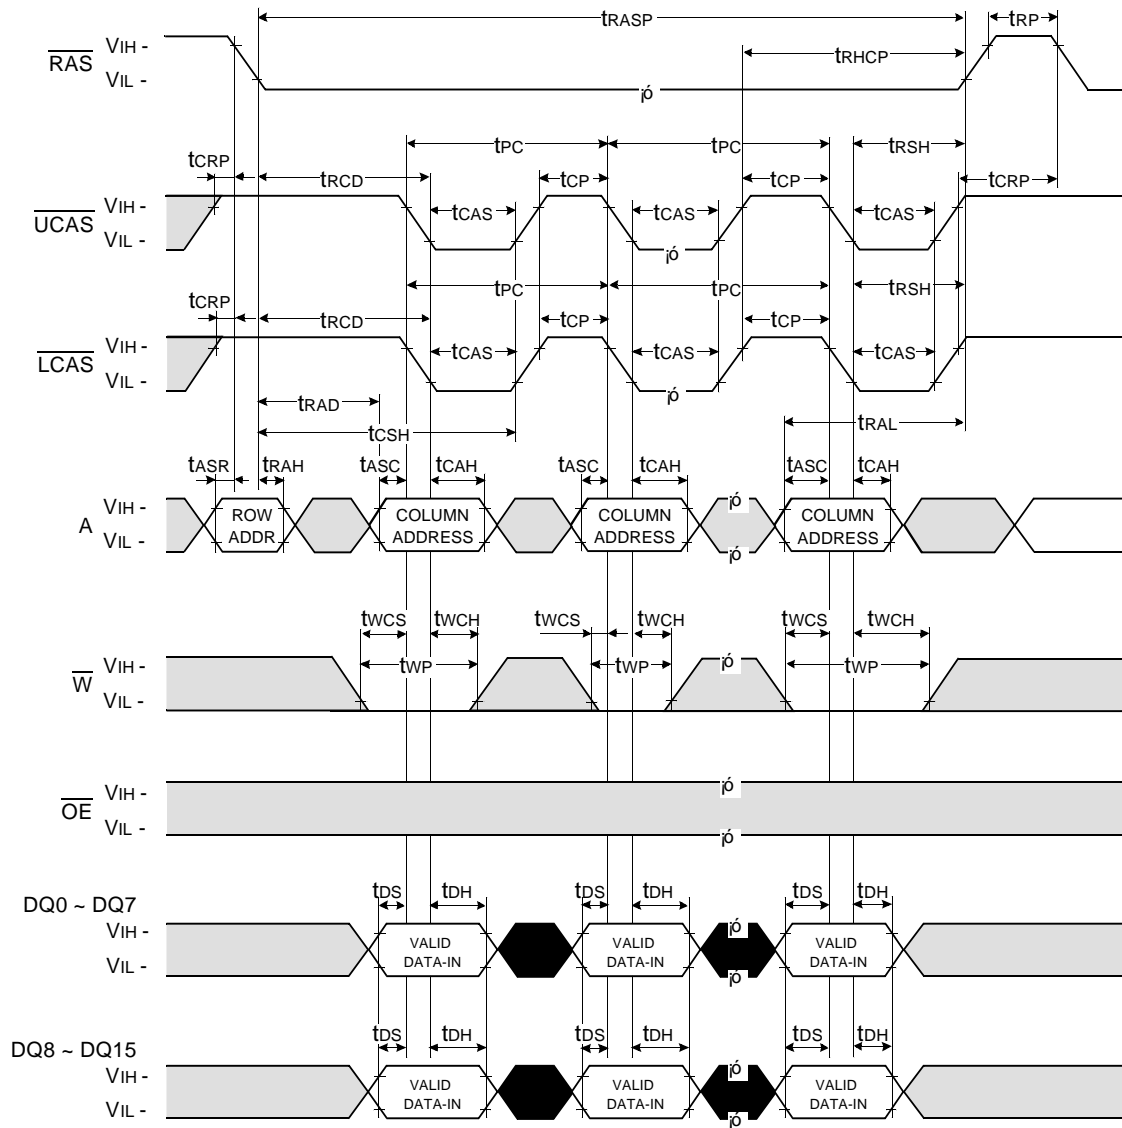 tRASP
tRP
RAS
VIH -
VIL -
tRHCP
¡ó
tPC
tPC
tRSH
tCRP
tRCD
tCP
tCP
tCRP
UCAS
VIH -
VIL -
tCAS
tCAS
tCAS
¡ó
tPC
tPC
tRSH
tCRP
tRCD
tCP
tCP
LCAS
VIH -
VIL -
tCAS
tCAS
tCAS
¡ó
tRAD
tCSH
tRAL
tASR
tRAH
tASC
tCAH
tASC
tCAH
tASC
tCAH
A
VIH -
VIL -
¡ó
ROW
ADDR
COLUMN
ADDRESS
COLUMN
ADDRESS
COLUMN
ADDRESS
¡ó
tWCS
tWCH
tWCS
tWCH
tWCS
tWCH
W
VIH -
VIL -
tWP
tWP
tWP
¡ó
¡ó
OE
VIH -
VIL -
¡ó
¡ó
DQ0 ~ DQ7
tDS
tDH
tDS
tDH
tDS
tDH
VIH -
VIL -
¡ó
VALID
DATA-IN
VALID
DATA-IN
VALID
DATA-IN
¡ó
DQ8 ~ DQ15
tDS
tDH
tDS
tDH
tDS
tDH
VIH -
VIL -
¡ó
VALID
DATA-IN
VALID
DATA-IN
VALID
DATA-IN
¡ó